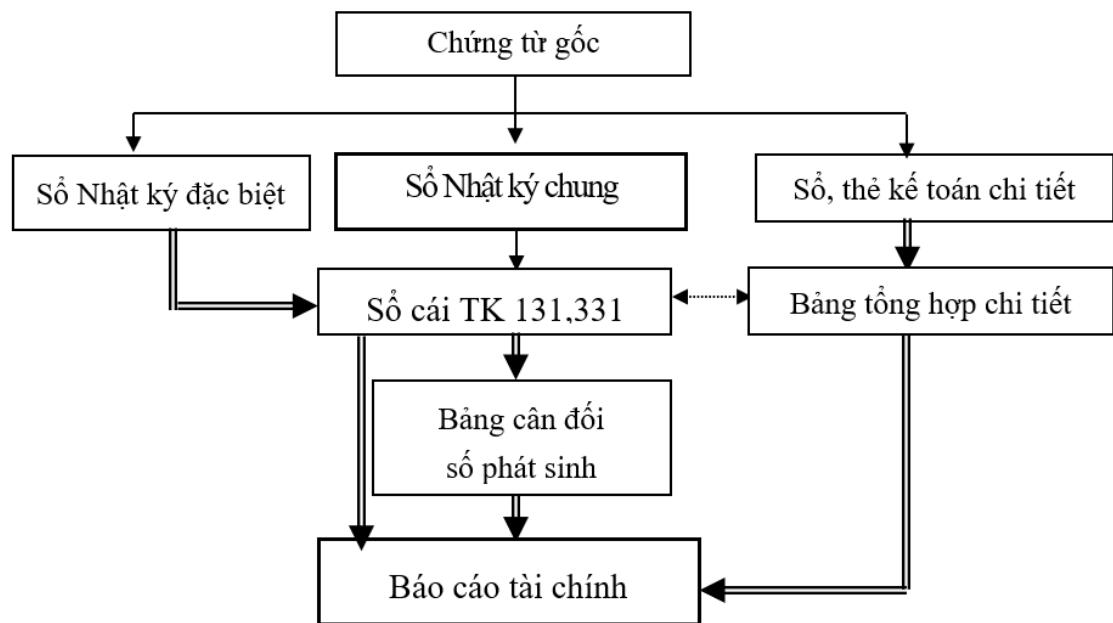 Chứng từ gốc
Sổ Nhật ký đặc biệt
Sổ Nhật ký chung
Sổ, thẻ kế toán chi tiết
Sổ cái TK 131,331
Bảng tổng hợp chi tiết
Bảng cân đối
số phát sinh
Báo cáo tài chính